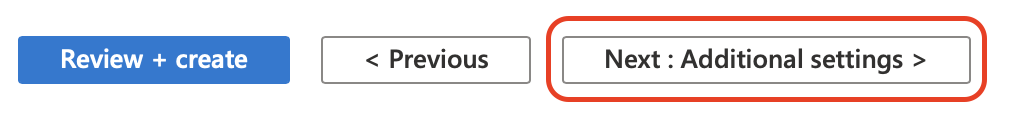 Review + create < Previous Next : Additional settings >